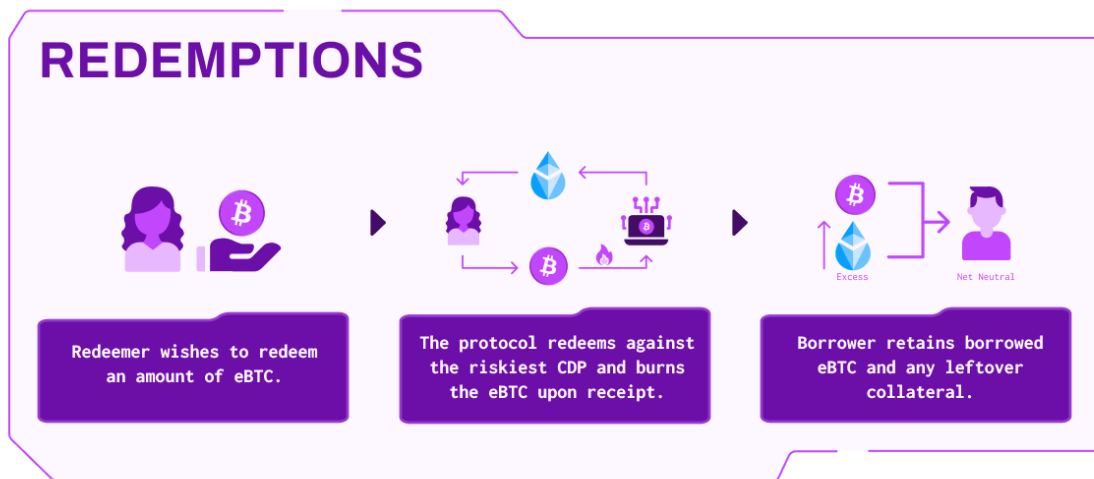 REDEMPTIONS
Excess
Net Neutral
Redeemer wishes to redeem
an amount of eBTC.
The protocol redeems against
the riskiest CDP and burns
the eBTC upon receipt.
Borrower retains borrowed
eBTC and any leftover
collateral.